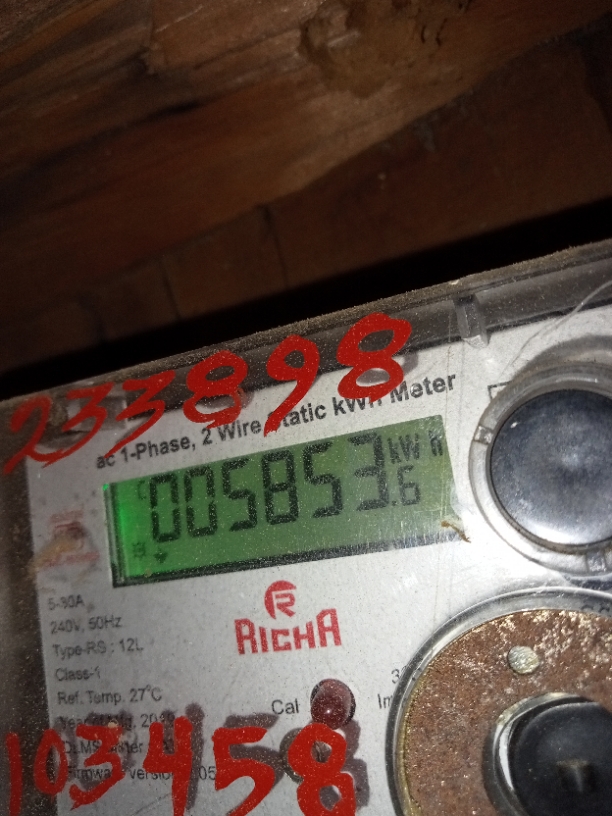 233898
ac 1-Phase, 2 Wire Static kWh Meter
005853.6 kWh
RICHA
5-30A
240V, 50Hz
Type-RS : 12L
Class-1
Ref. Temp. 27°C
Cal
103458